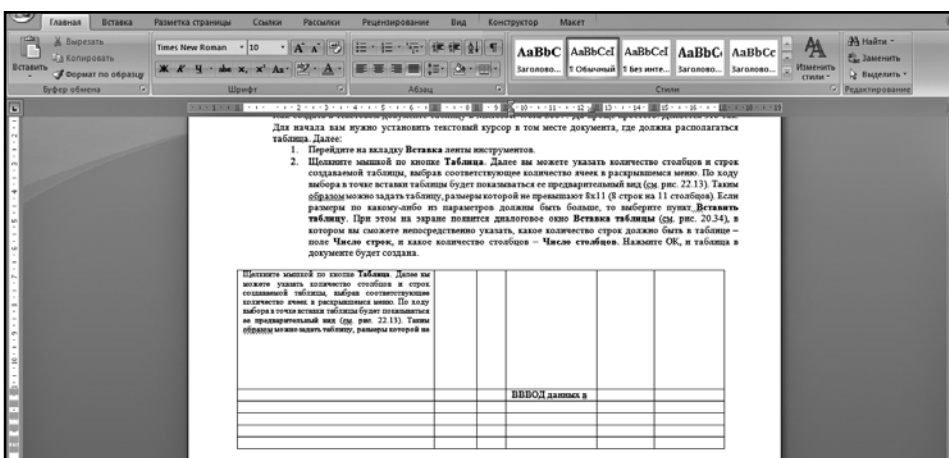 Главная Вставка Разметка страницы Ссылки Рассылки Рецензирование Вид Конструктор Макет
Вставить
Вырезать
Копировать
Формат по образцу
Буфер обмена
Times New Roman 10
Ж К Ч abc x, x² Aa
Шрифт
Абзац
AaBbC AaBbCcI AaBbCcI AaBbC AaBbCc
Заголово... ¶ Обычный ¶ Без инте... Заголово... Заголово...
Изменить стили
Стили
Найти
Заменить
Выделить
Редактирование
Для начала вам нужно установить текстовый курсор в том месте документа, где должна располагаться
таблица. Далее:
1. Перейдите на вкладку Вставка ленты инструментов.
2. Щелкните мышкой по кнопке Таблица. Далее вы можете указать количество столбцов и строк
создаваемой таблицы, выбрав соответствующее количество ячеек в раскрывшемся меню. По ходу
выбора в точке вставки таблицы будет показываться ее предварительный вид (см. рис. 22.13). Таким
образом можно задать таблицу, размеры которой не превышают 8x11 (8 строк на 11 столбцов). Если
размеры по какому-либо из параметров должны быть больше, то выберите пункт Вставить
таблицу. При этом на экране появится диалоговое окно Вставка таблицы (см. рис. 20.34), в
котором вы сможете непосредственно указать, какое количество строк должно быть в таблице –
поле Число строк, и какое количество столбцов – Число столбцов. Нажмите ОК, и таблица в
документе будет создана.
Щелкните мышкой по кнопке Таблица. Далее вы
можете указать количество столбцов и строк
создаваемой таблицы, выбрав соответствующее
количество ячеек в раскрывшемся меню. По ходу
выбора в точке вставки таблицы будет показываться
ее предварительный вид (см. рис. 22.13). Таким
образом можно задать таблицу, размеры которой не
ВВВОД данных в